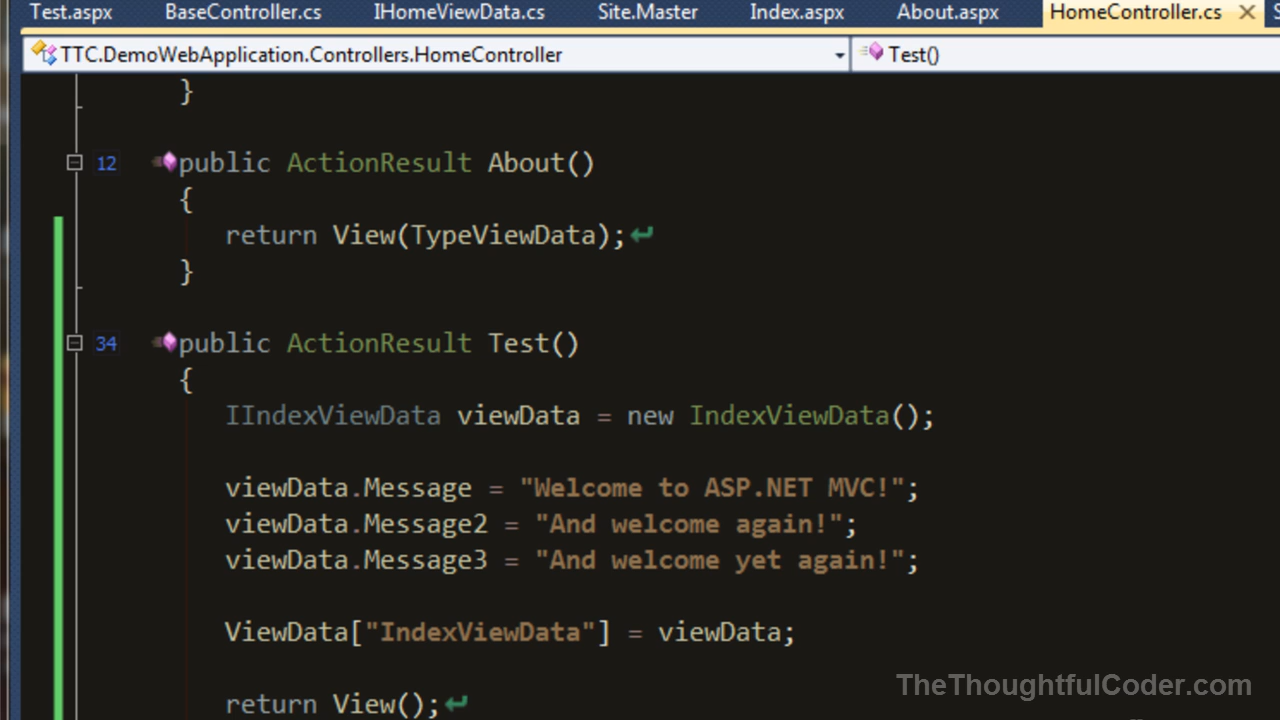 Test.aspx BaseController.cs IHomeViewData.cs Site.Master Index.aspx About.aspx HomeController.cs
TTC.DemoWebApplication.Controllers.HomeController Test()
}
12 public ActionResult About()
{
return View(TypeViewData);
}
34 public ActionResult Test()
{
IIndexViewData viewData = new IndexViewData();
viewData.Message = "Welcome to ASP.NET MVC!";
viewData.Message2 = "And welcome again!";
viewData.Message3 = "And welcome yet again!";
ViewData["IndexViewData"] = viewData;
return View();
TheThoughtfulCoder.com